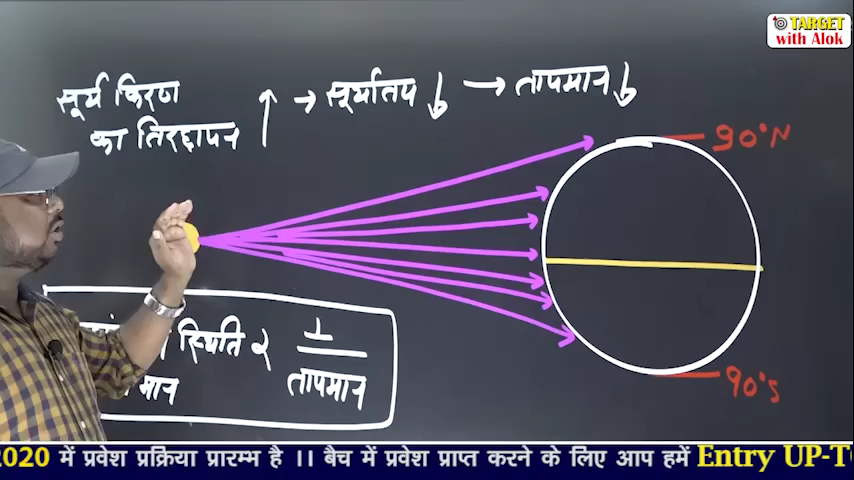 TARGET
with Alok
सूर्य किरण
का तिरछापन ↑ → सूर्यातप ↓ → तापमान ↓
90°N
स्थिति ∝ 1
तापमान
मान
90°S
2020 में प्रवेश प्रक्रिया प्रारम्भ है ।। बैच में प्रवेश प्राप्त करने के लिए आप हमें Entry UP-T